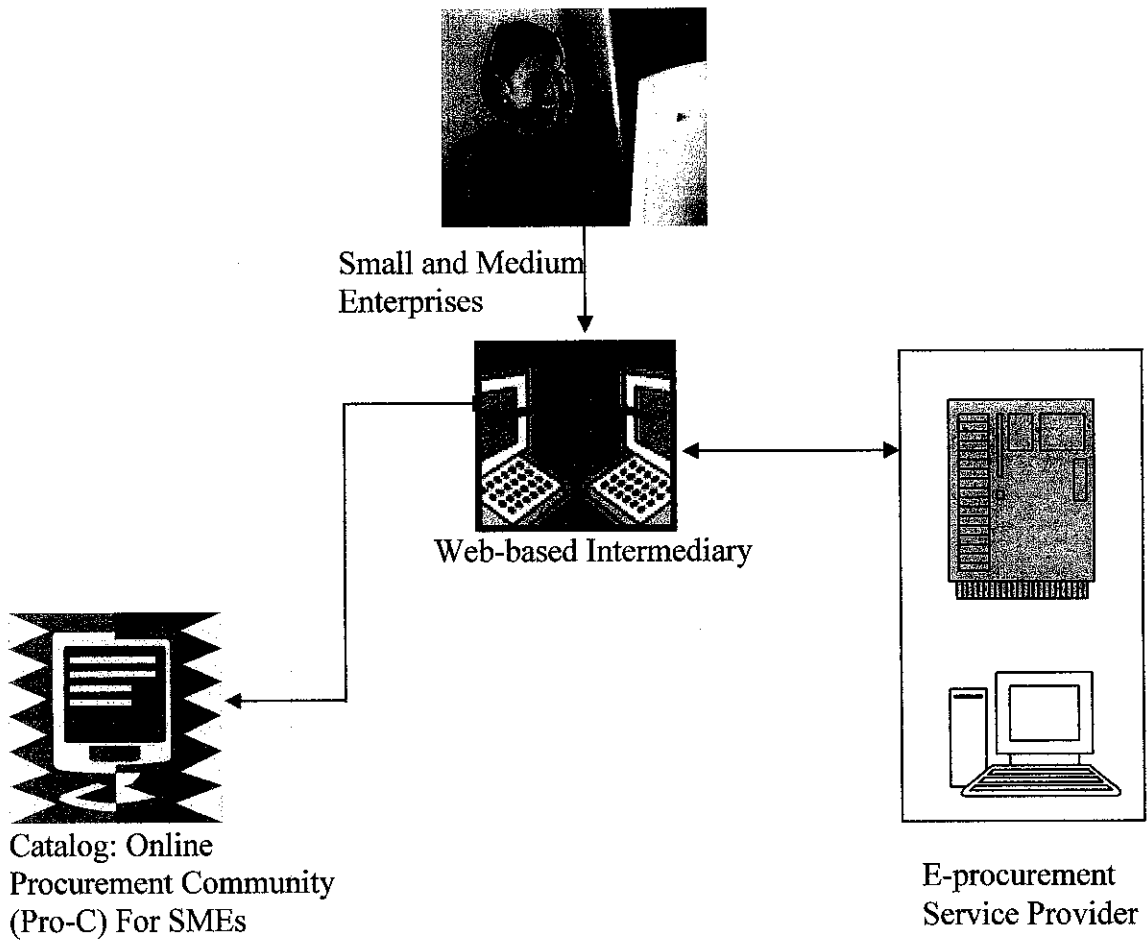 Small and Medium
Enterprises
Web-based Intermediary
Catalog: Online
Procurement Community
(Pro-C) For SMEs
E-procurement
Service Provider